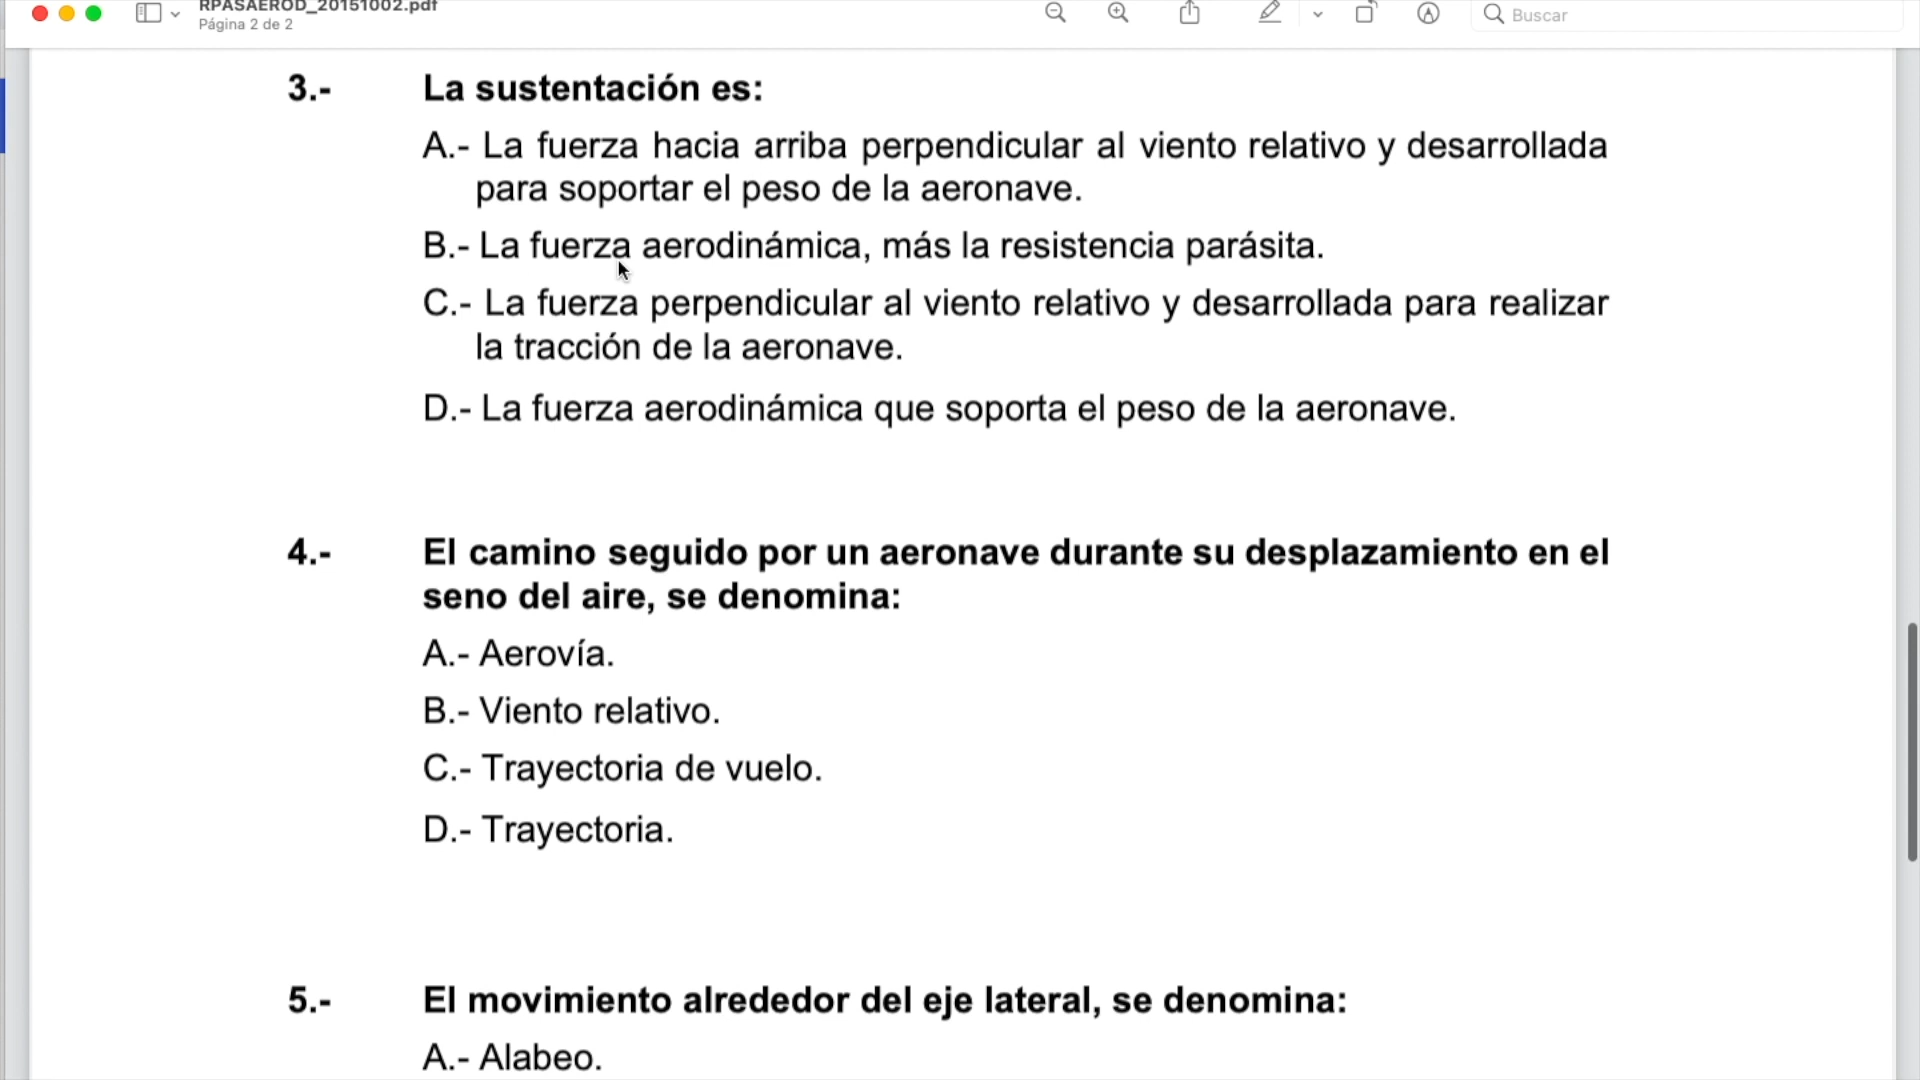 RPASAEROD_20151002.pdf
Página 2 de 2
Buscar
3.- La sustentación es:
A.- La fuerza hacia arriba perpendicular al viento relativo y desarrollada
para soportar el peso de la aeronave.
B.- La fuerza aerodinámica, más la resistencia parásita.
C.- La fuerza perpendicular al viento relativo y desarrollada para realizar
la tracción de la aeronave.
D.- La fuerza aerodinámica que soporta el peso de la aeronave.
4.- El camino seguido por un aeronave durante su desplazamiento en el
seno del aire, se denomina:
A.- Aerovía.
B.- Viento relativo.
C.- Trayectoria de vuelo.
D.- Trayectoria.
5.- El movimiento alrededor del eje lateral, se denomina:
A.- Alabeo.